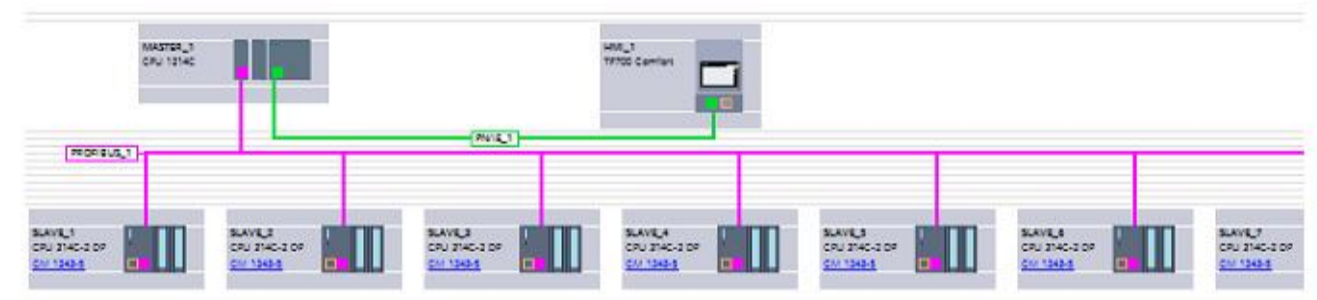 MASTER_1
CPU 1214C
HMI_1
TP700 Comfort
PN/IE_1
PROFIBUS_1
SLAVE_1
CPU 314C-2 DP
CM 1243-5
SLAVE_2
CPU 314C-2 DP
CM 1243-5
SLAVE_3
CPU 314C-2 DP
CM 1243-5
SLAVE_4
CPU 314C-2 DP
CM 1243-5
SLAVE_5
CPU 314C-2 DP
CM 1243-5
SLAVE_6
CPU 314C-2 DP
CM 1243-5
SLAVE_7
CPU 314C-2 DP
CM 1243-5